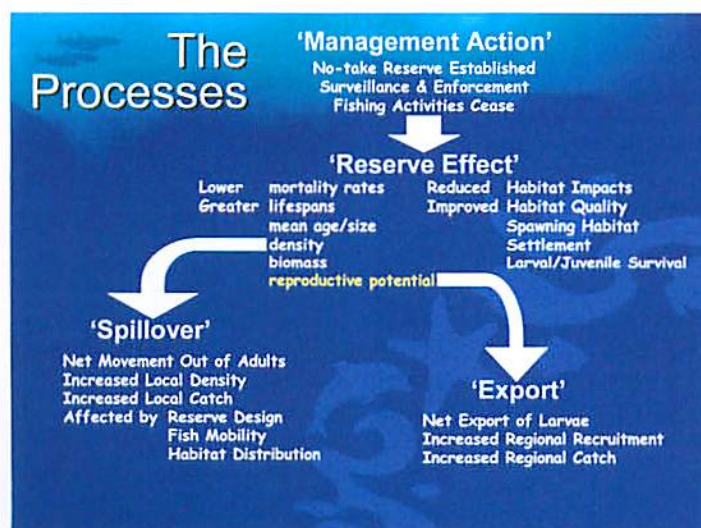 The
Processes
'Management Action'
No-take Reserve Established
Surveillance & Enforcement
Fishing Activities Cease
'Reserve Effect'
Lower mortality rates
Greater lifespans
mean age/size
density
biomass
reproductive potential
Reduced Habitat Impacts
Improved Habitat Quality
Spawning Habitat
Settlement
Larval/Juvenile Survival
'Spillover'
Net Movement Out of Adults
Increased Local Density
Increased Local Catch
Affected by Reserve Design
Fish Mobility
Habitat Distribution
'Export'
Net Export of Larvae
Increased Regional Recruitment
Increased Regional Catch